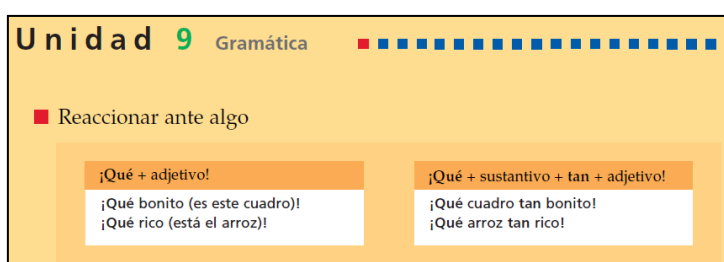 Unidad 9 Gramática
Reaccionar ante algo
¡Qué + adjetivo!
¡Qué bonito (es este cuadro)!
¡Qué rico (está el arroz)!
¡Qué + sustantivo + tan + adjetivo!
¡Qué cuadro tan bonito!
¡Qué arroz tan rico!